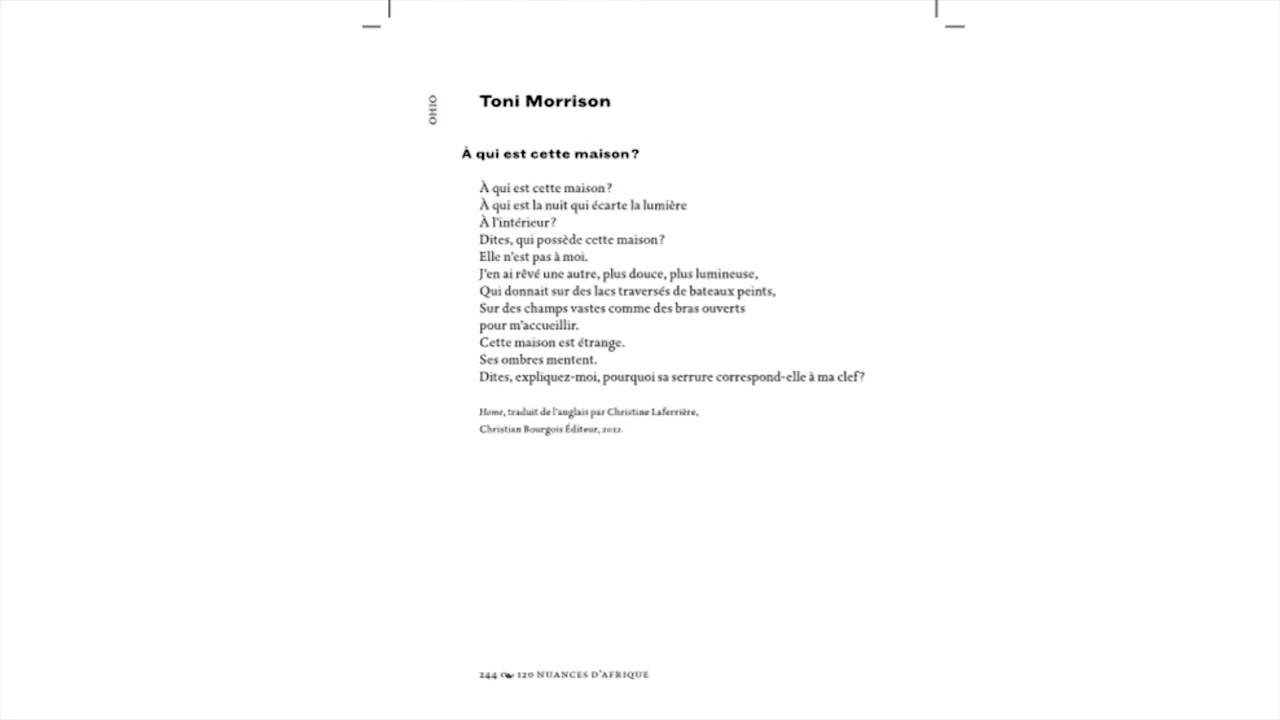 OHIO
Toni Morrison
À qui est cette maison ?
À qui est cette maison ?
À qui est la nuit qui écarte la lumière
À l'intérieur ?
Dites, qui possède cette maison ?
Elle n'est pas à moi.
J'en ai rêvé une autre, plus douce, plus lumineuse,
Qui donnait sur des lacs traversés de bateaux peints,
Sur des champs vastes comme des bras ouverts
pour m'accueillir.
Cette maison est étrange.
Ses ombres mentent.
Dites, expliquez-moi, pourquoi sa serrure correspond-elle à ma clef ?
Home, traduit de l'anglais par Christine Laferrière,
Christian Bourgois Éditeur, 2012.
244 ❧ 120 NUANCES D'AFRIQUE